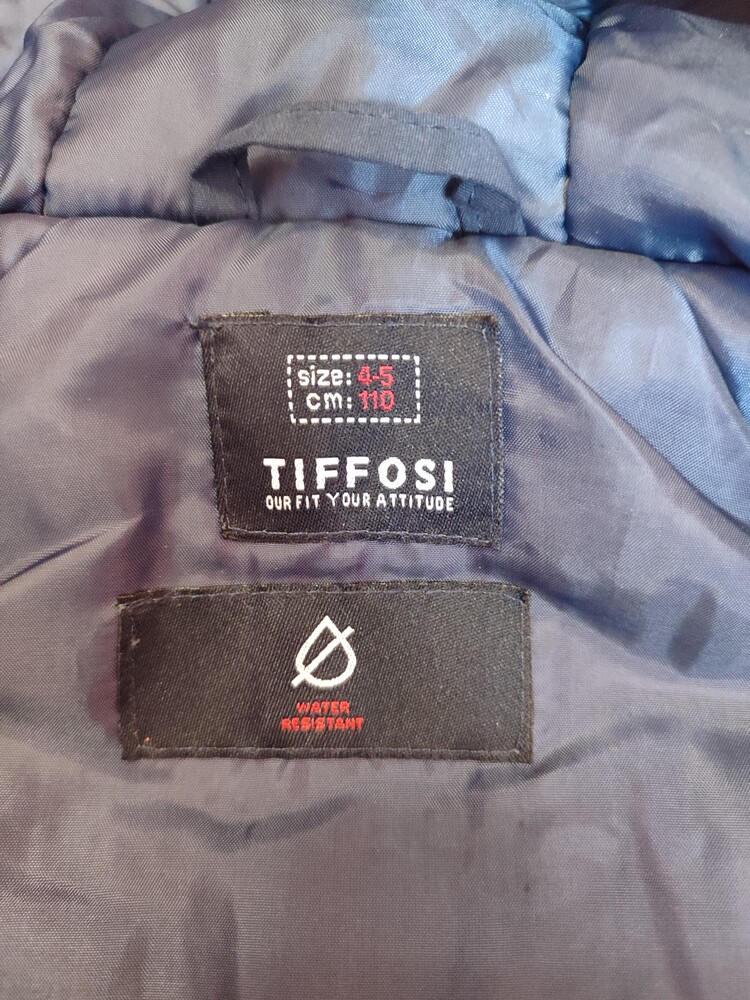 size: 4-5
cm: 110
TIFFOSI
OUR FIT YOUR ATTITUDE
WATER
RESISTANT